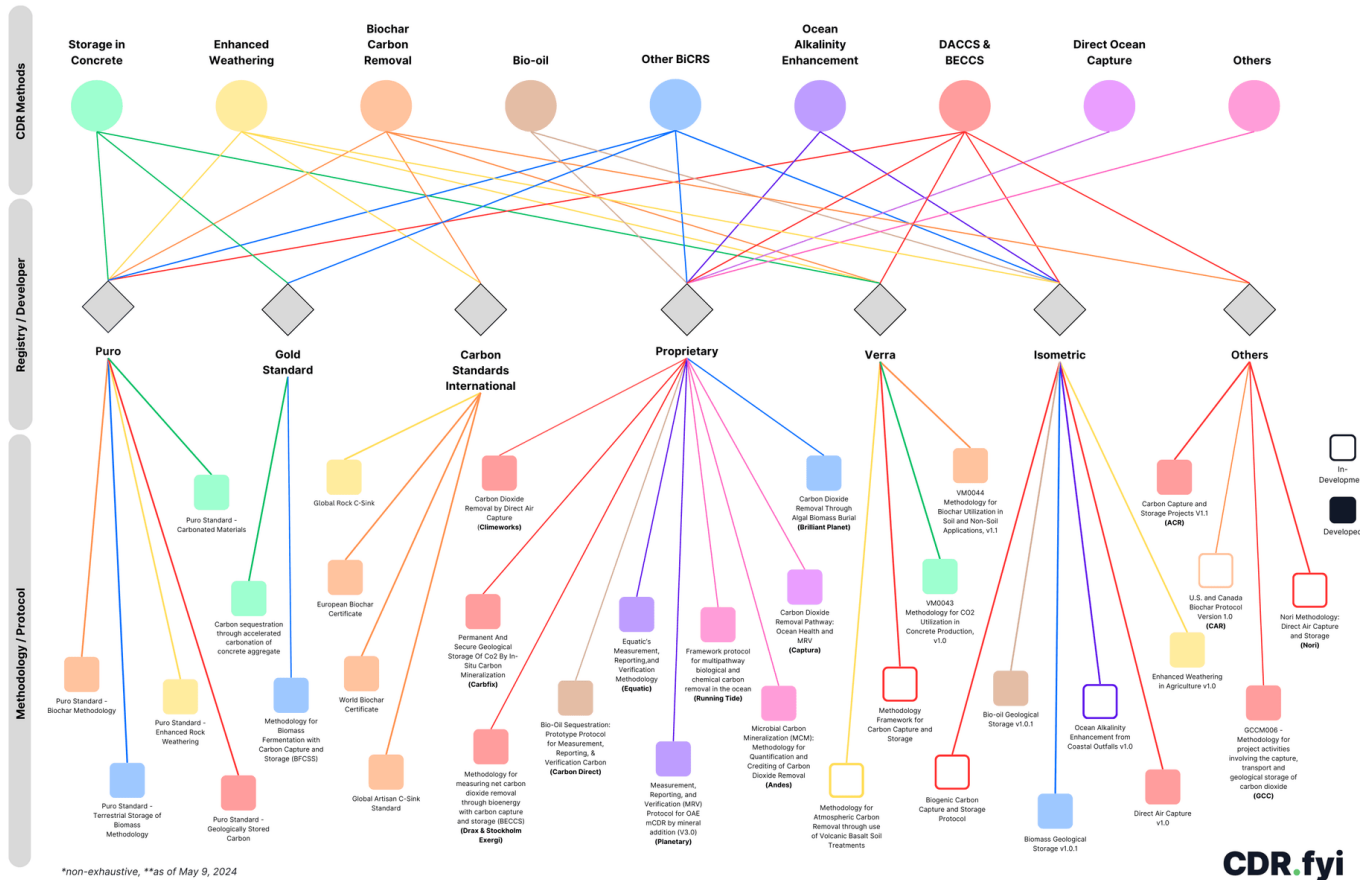 CDR Methods
Storage in
Concrete
Enhanced
Weathering
Biochar
Carbon
Removal
Bio-oil
Other BiCRS
Ocean
Alkalinity
Enhancement
DACCS &
BECCS
Direct Ocean
Capture
Others
Registry / Developer
Puro
Gold
Standard
Carbon
Standards
International
Proprietary
Verra
Isometric
Others
Methodology / Protocol
Puro Standard -
Carbonated Materials
Carbon sequestration
through accelerated
carbonation of
concrete aggregate
Puro Standard -
Biochar Methodology
Puro Standard -
Enhanced Rock
Weathering
Puro Standard -
Terrestrial Storage of
Biomass
Methodology
Puro Standard -
Geologically Stored
Carbon
Methodology for
Biomass
Fermentation with
Carbon Capture and
Storage (BFCSS)
Global Rock C-Sink
European Biochar
Certificate
World Biochar
Certificate
Global Artisan C-Sink
Standard
Carbon Dioxide
Removal by Direct Air
Capture
(Climeworks)
Permanent And
Secure Geological
Storage Of Co2 By In-
Situ Carbon
Mineralization
(Carbfix)
Methodology for
measuring net carbon
dioxide removal
through bioenergy
with carbon capture
and storage (BECCS)
(Drax & Stockholm
Exergi)
Bio-Oil Sequestration:
Prototype Protocol
for Measurement,
Reporting, &
Verification Carbon
(Carbon Direct)
Equatic's
Measurement,
Reporting,and
Verification
Methodology
(Equatic)
Measurement,
Reporting, and
Verification (MRV)
Protocol for OAE
mCDR by mineral
addition (V3.0)
(Planetary)
Framework protocol
for multipathway
biological and
chemical carbon
removal in the ocean
(Running Tide)
Microbial Carbon
Mineralization (MCM):
Methodology for
Quantification and
Crediting of Carbon
Dioxide Removal
(Andes)
Carbon Dioxide
Removal Pathway:
Ocean Health and
MRV
(Captura)
Carbon Dioxide
Removal Through
Algal Biomass Burial
(Brilliant Planet)
VM0044
Methodology for
Biochar Utilization in
Soil and Non-Soil
Applications, v1.1
VM0043
Methodology for CO2
Utilization in
Concrete Production,
v1.0
Methodology
Framework for
Carbon Capture and
Storage
Methodology for
Atmospheric Carbon
Removal through use
of Volcanic Basalt Soil
Treatments
Biogenic Carbon
Capture and Storage
Protocol
Bio-oil Geological
Storage v1.0.1
Biomass Geological
Storage v1.0.1
Ocean Alkalinity
Enhancement from
Coastal Outfalls v1.0
Direct Air Capture
v1.0
Enhanced Weathering
in Agriculture v1.0
Carbon Capture and
Storage Projects V1.1
(ACR)
U.S. and Canada
Biochar Protocol
Version 1.0
(CAR)
GCCM006 -
Methodology for
project activities
involving the capture,
transport and
geological storage of
carbon dioxide
(GCC)
Nori Methodology:
Direct Air Capture
and Storage
(Nori)
In-
Developme
Developed
*non-exhaustive, **as of May 9, 2024
CDR.fyi